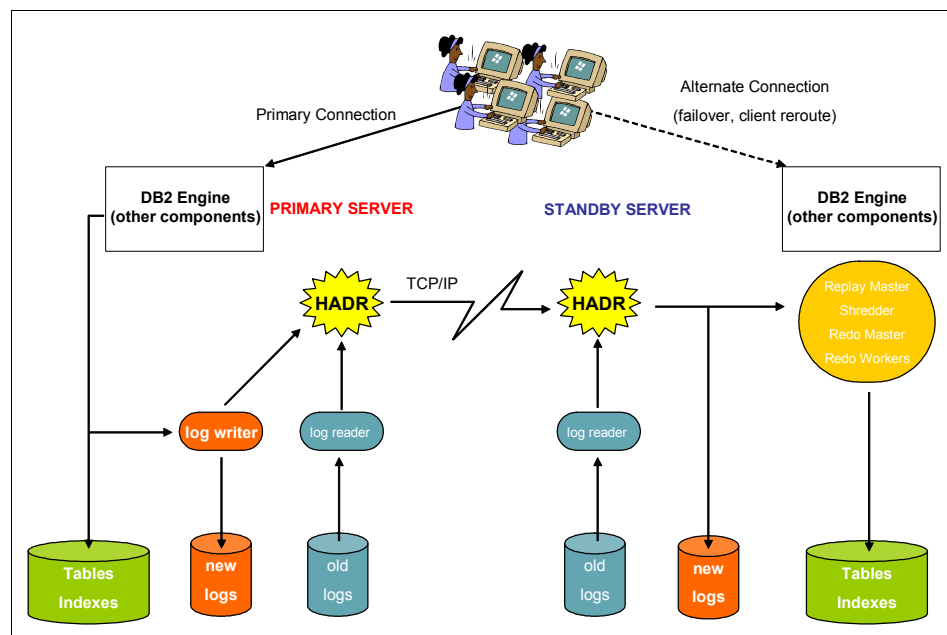 Primary Connection
Alternate Connection
(failover, client reroute)
DB2 Engine
(other components)
PRIMARY SERVER
STANDBY SERVER
DB2 Engine
(other components)
TCP/IP
HADR
HADR
Replay Master
Shredder
Redo Master
Redo Workers
log writer
log reader
log reader
Tables
Indexes
new
logs
old
logs
old
logs
new
logs
Tables
Indexes